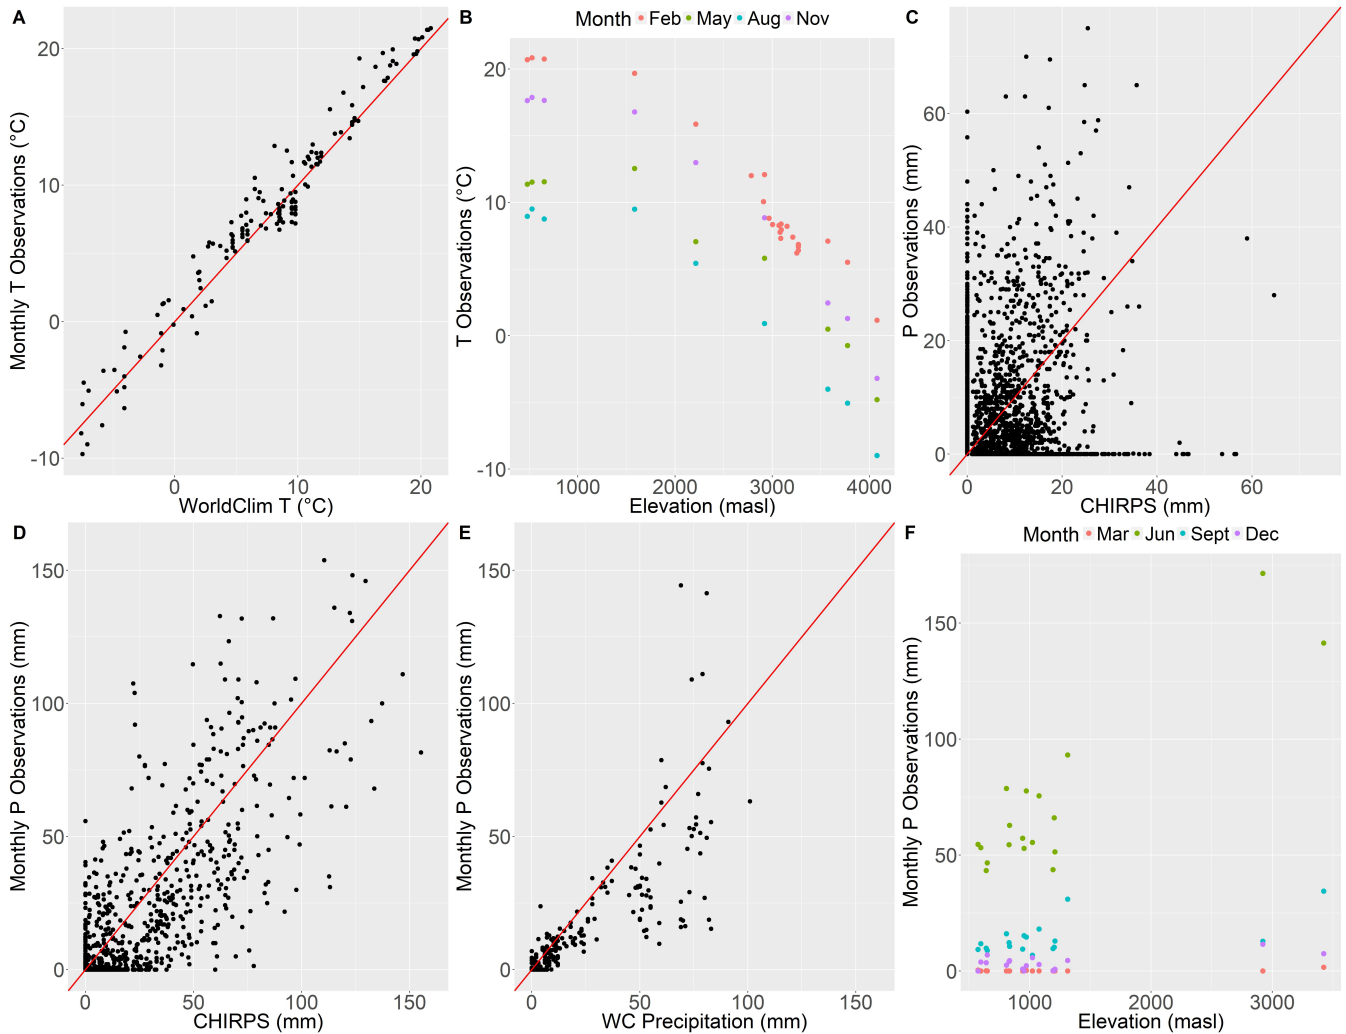 A
Monthly T Observations (°C)
20
10
0
-10
0
10
20
WorldClim T (°C)
B
Month Feb May Aug Nov
T Observations (°C)
20
10
0
-10
1000
2000
3000
4000
Elevation (masl)
C
P Observations (mm)
60
40
20
0
0
20
40
60
CHIRPS (mm)
D
Monthly P Observations (mm)
150
100
50
0
0
50
100
150
CHIRPS (mm)
E
Monthly P Observations (mm)
150
100
50
0
0
50
100
150
WC Precipitation (mm)
F
Month Mar Jun Sept Dec
Monthly P Observations (mm)
150
100
50
0
1000
2000
3000
Elevation (masl)